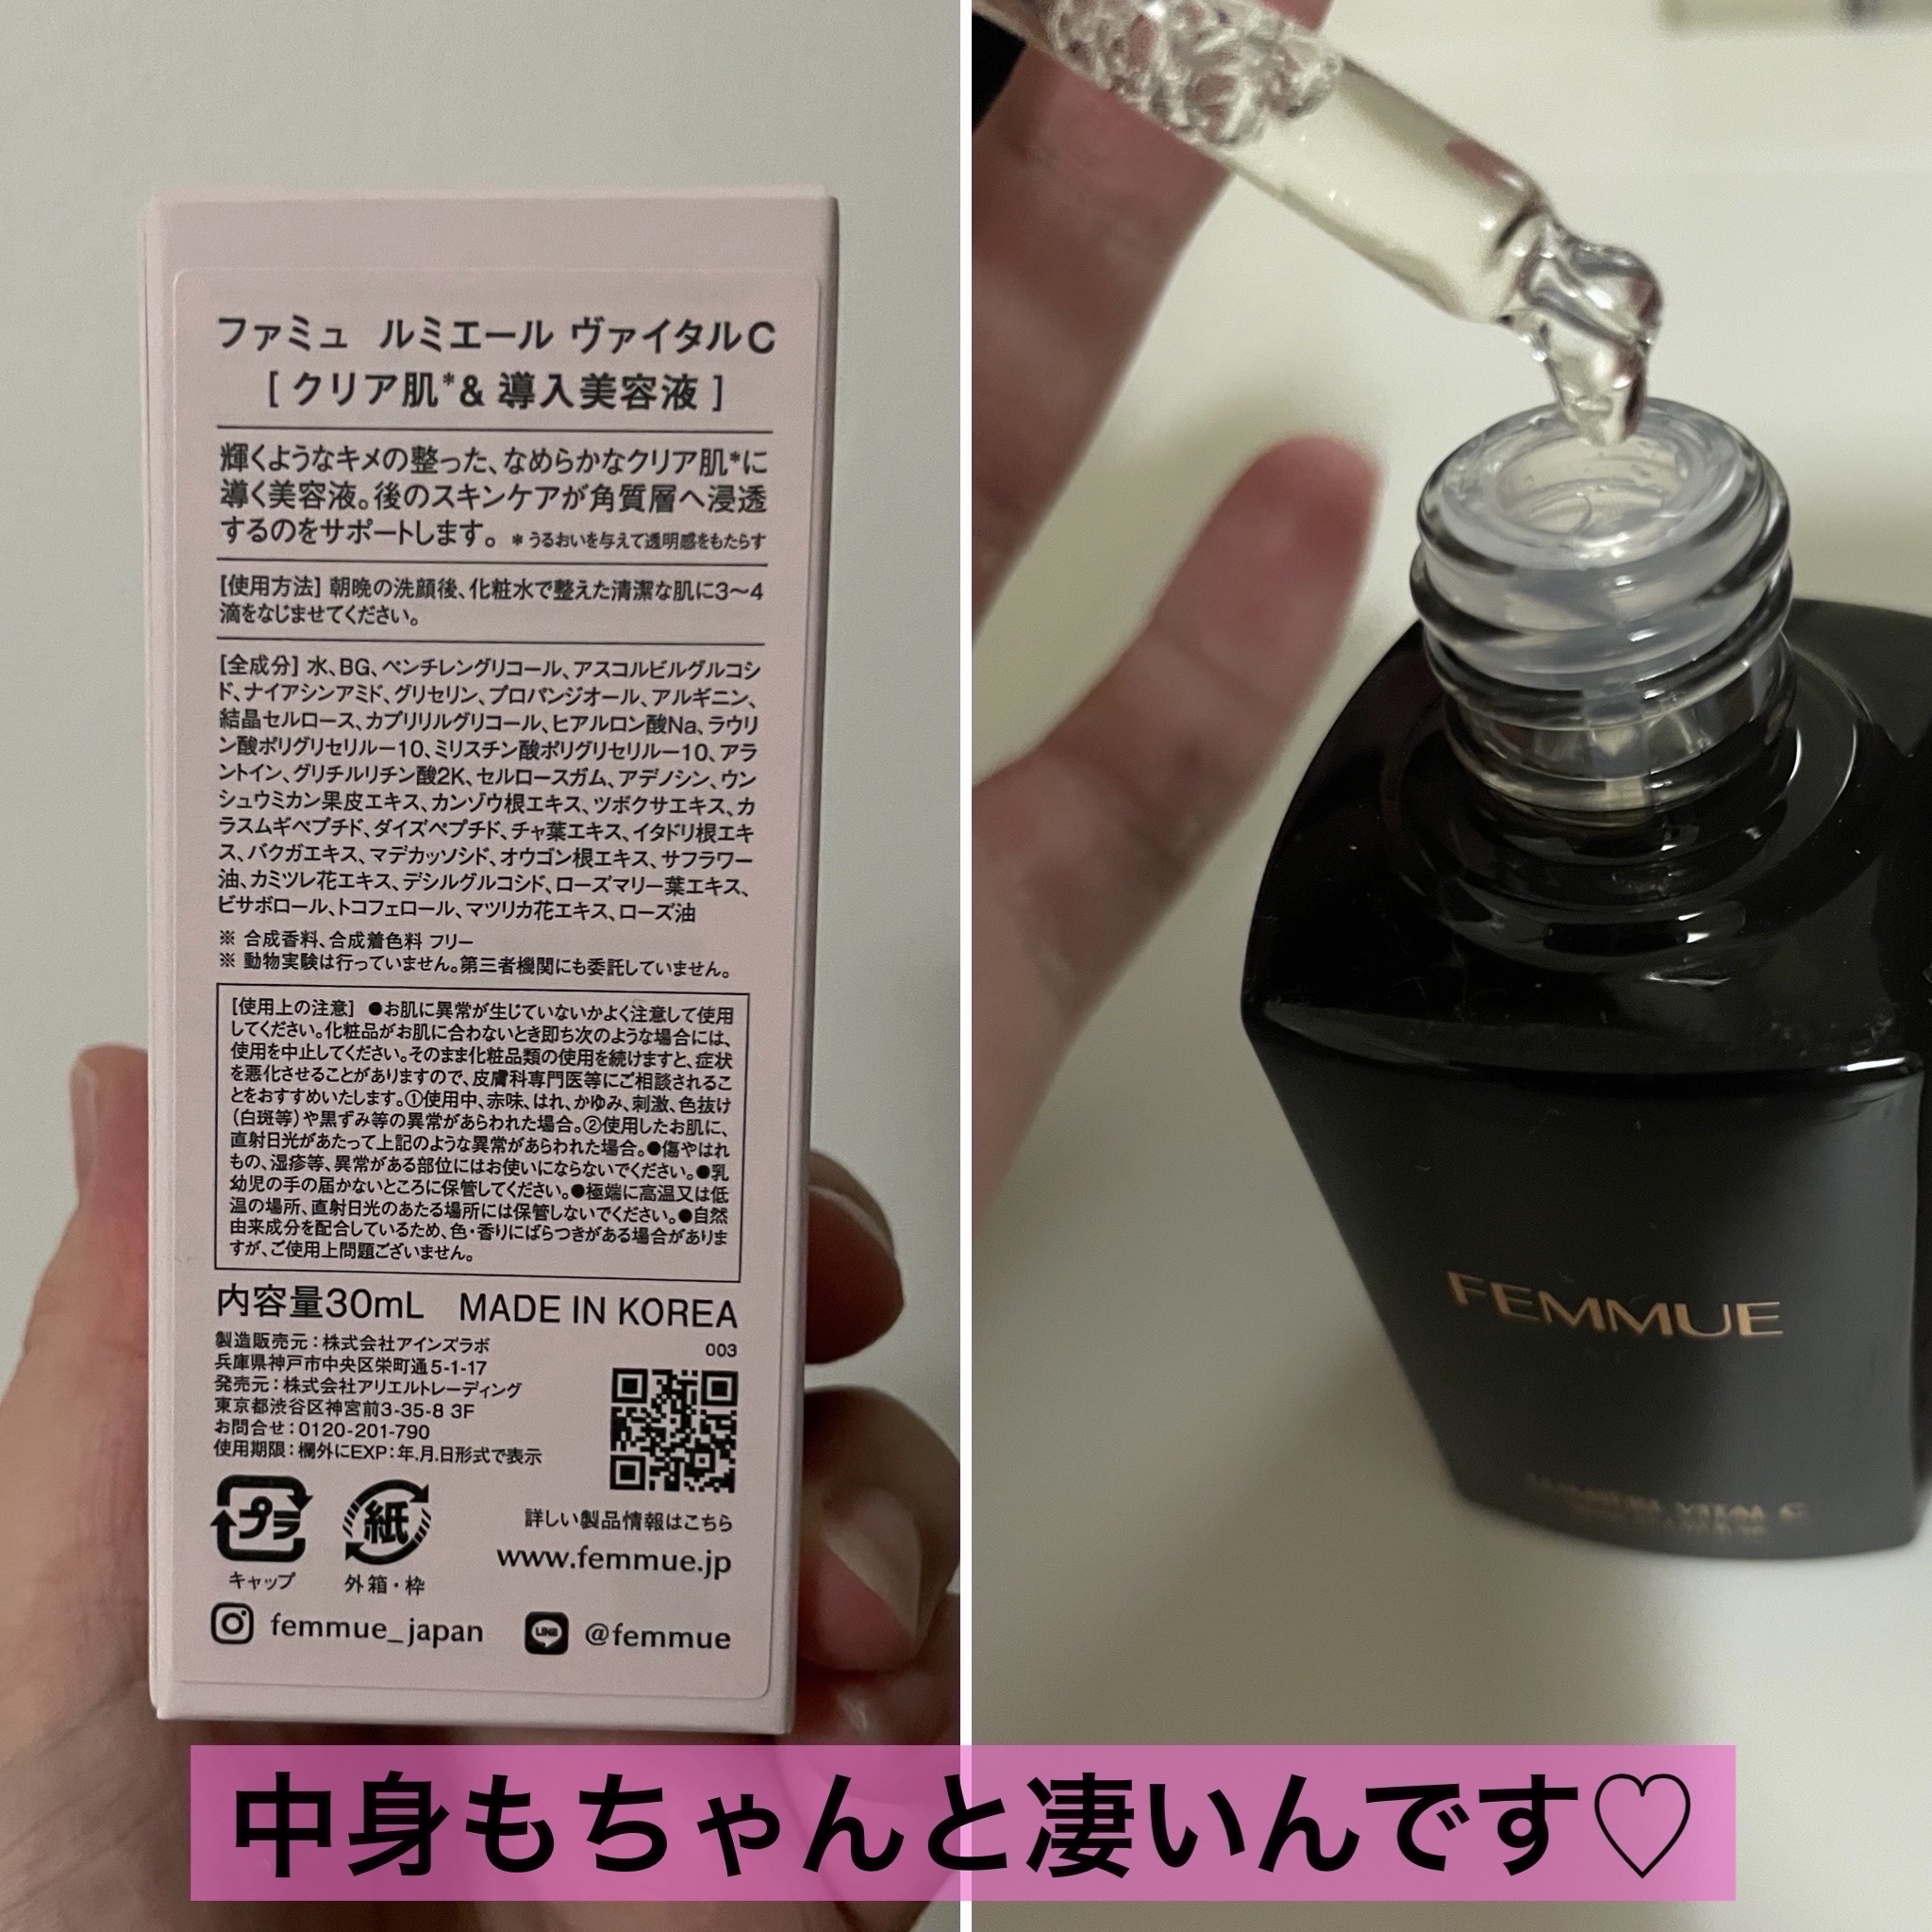 ファミュ ルミエール ヴァイタルC
[ クリア肌*& 導入美容液 ]
輝くようなキメの整った、なめらかなクリア肌*に
導く美容液。後のスキンケアが角質層へ浸透
するのをサポートします。 *うるおいを与えて透明感をもたらす
[使用方法] 朝晩の洗顔後、化粧水で整えた清潔な肌に3〜4
滴をなじませてください。
[全成分] 水、BG、ペンチレングリコール、アスコルビルグルコシ
ド、ナイアシンアミド、グリセリン、プロパンジオール、アルギニン、
結晶セルロース、カプリリルグリコール、ヒアルロン酸Na、ラウリ
ン酸ポリグリセリル−10、ミリスチン酸ポリグリセリル−10、アラ
ントイン、グリチルリチン酸2K、セルロースガム、アデノシン、ウン
シュウミカン果皮エキス、カンゾウ根エキス、ツボクサエキス、カ
ラスムギペプチド、ダイズペプチド、チャ葉エキス、イタドリ根エキ
ス、バクガエキス、マデカッソシド、オウゴン根エキス、サフラワー
油、カミツレ花エキス、デシルグルコシド、ローズマリー葉エキス、
ビサボロール、トコフェロール、マツリカ花エキス、ローズ油
※ 合成香料、合成着色料 フリー
※ 動物実験は行っていません。第三者機関にも委託していません。
[使用上の注意] ●お肌に異常が生じていないかよく注意して使用
してください。化粧品がお肌に合わないとき即ち次のような場合には、
使用を中止してください。そのまま化粧品類の使用を続けますと、症状
を悪化させることがありますので、皮膚科専門医等にご相談されるこ
とをおすすめいたします。①使用中、赤味、はれ、かゆみ、刺激、色抜け
(白斑等)や黒ずみ等の異常があらわれた場合。②使用したお肌に、
直射日光があたって上記のような異常があらわれた場合。●傷やはれ
もの、湿疹等、異常がある部位にはお使いにならないでください。●乳
幼児の手の届かないところに保管してください。●極端に高温又は低
温の場所、直射日光のあたる場所には保管しないでください。●自然
由来成分を配合しているため、色・香りにばらつきがある場合がありま
すが、ご使用上問題ございません。
内容量30mL MADE IN KOREA
003
製造販売元：株式会社アインズラボ
兵庫県神戸市中央区栄町通5-1-17
発売元：株式会社アリエルトレーディング
東京都渋谷区神宮前3-35-8 3F
お問合せ：0120-201-790
使用期限：欄外にEXP：年.月.日形式で表示
プラ
キャップ
紙
外箱・枠
詳しい製品情報はこちら
www.femmue.jp
femmue_japan
LINE
@femmue
FEMMUE
VITAL C
中身もちゃんと凄いんです♡